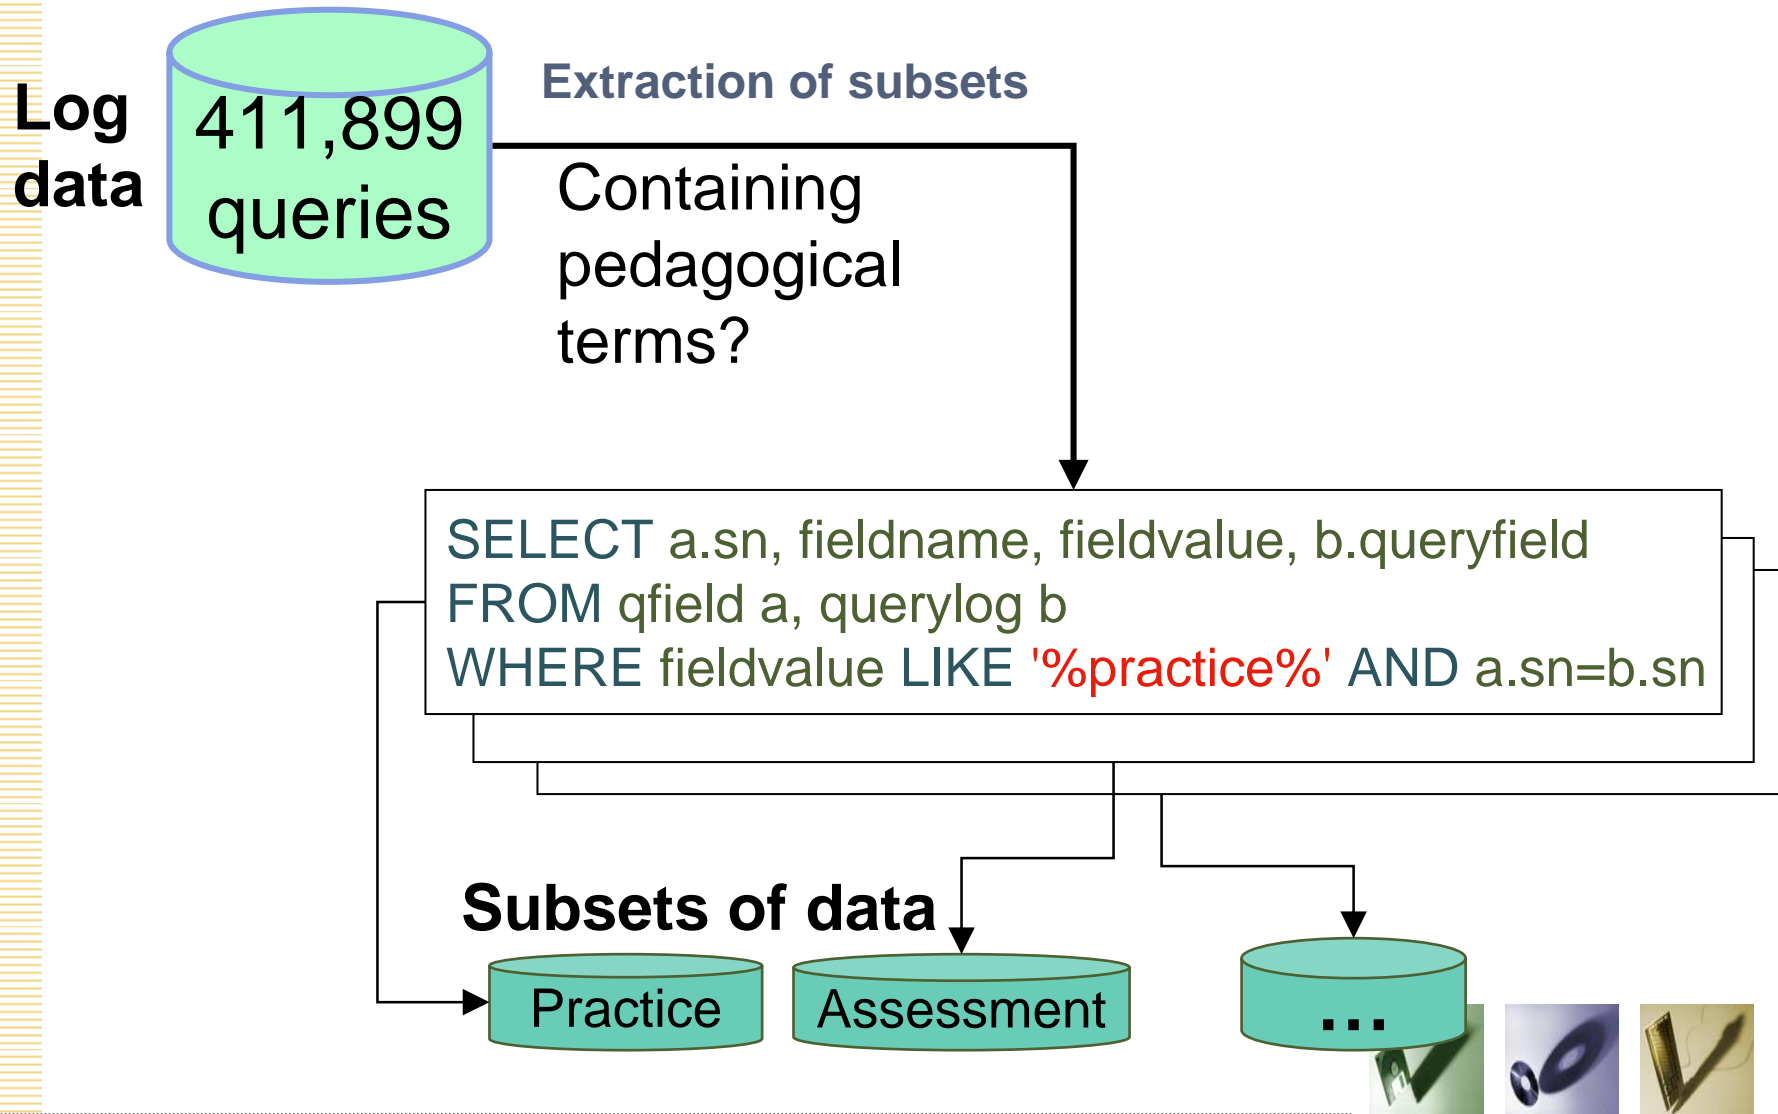 Extraction of subsets
Log
data
411,899
queries
Containing
pedagogical
terms?
SELECT a.sn, fieldname, fieldvalue, b.queryfield
FROM qfield a, querylog b
WHERE fieldvalue LIKE '%practice%' AND a.sn=b.sn
Subsets of data
Practice
Assessment
...